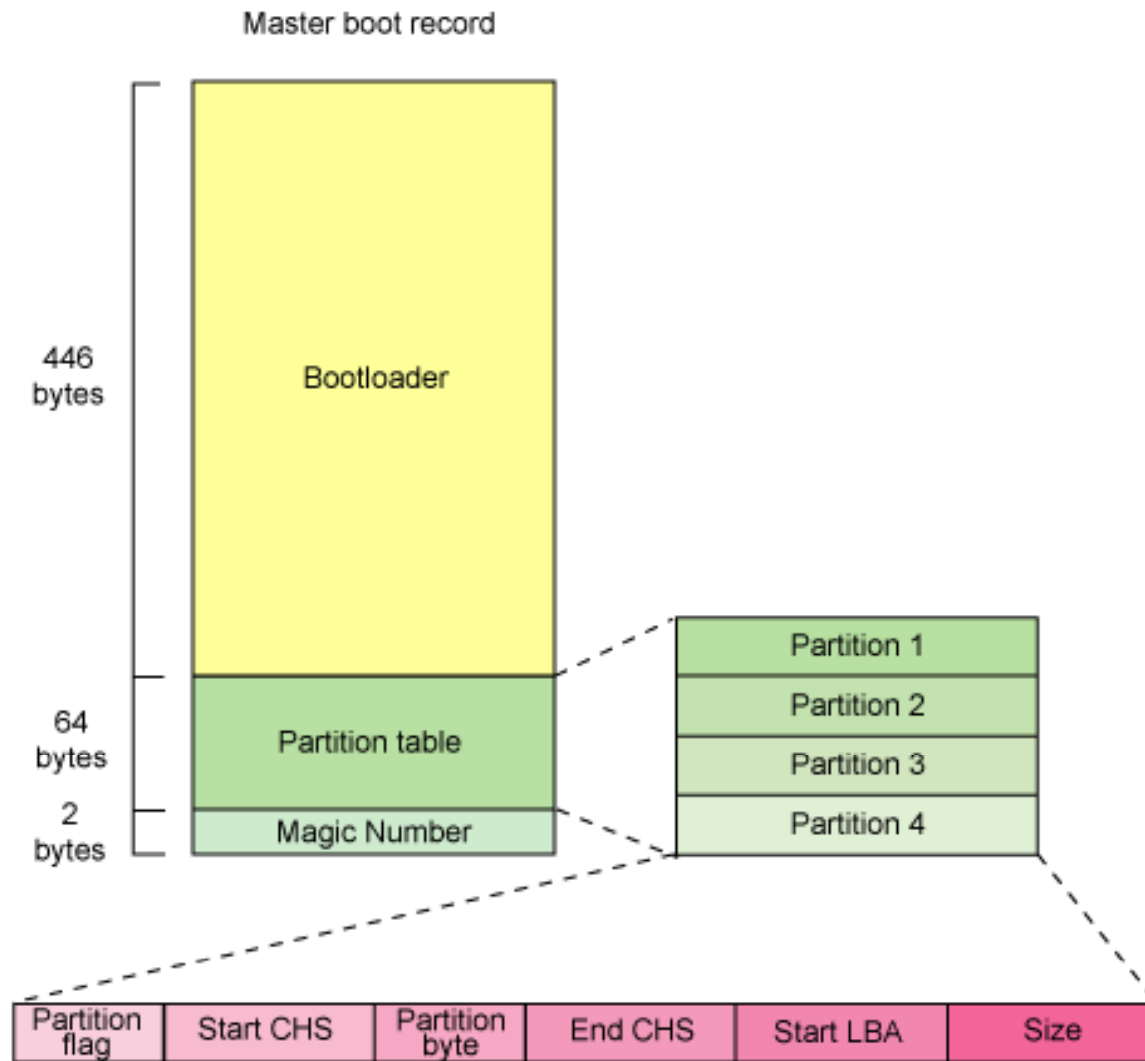 Master boot record
446
bytes
Bootloader
64
bytes
Partition table
2
bytes
Magic Number
Partition 1
Partition 2
Partition 3
Partition 4
Partition
flag
Start CHS
Partition
byte
End CHS
Start LBA
Size